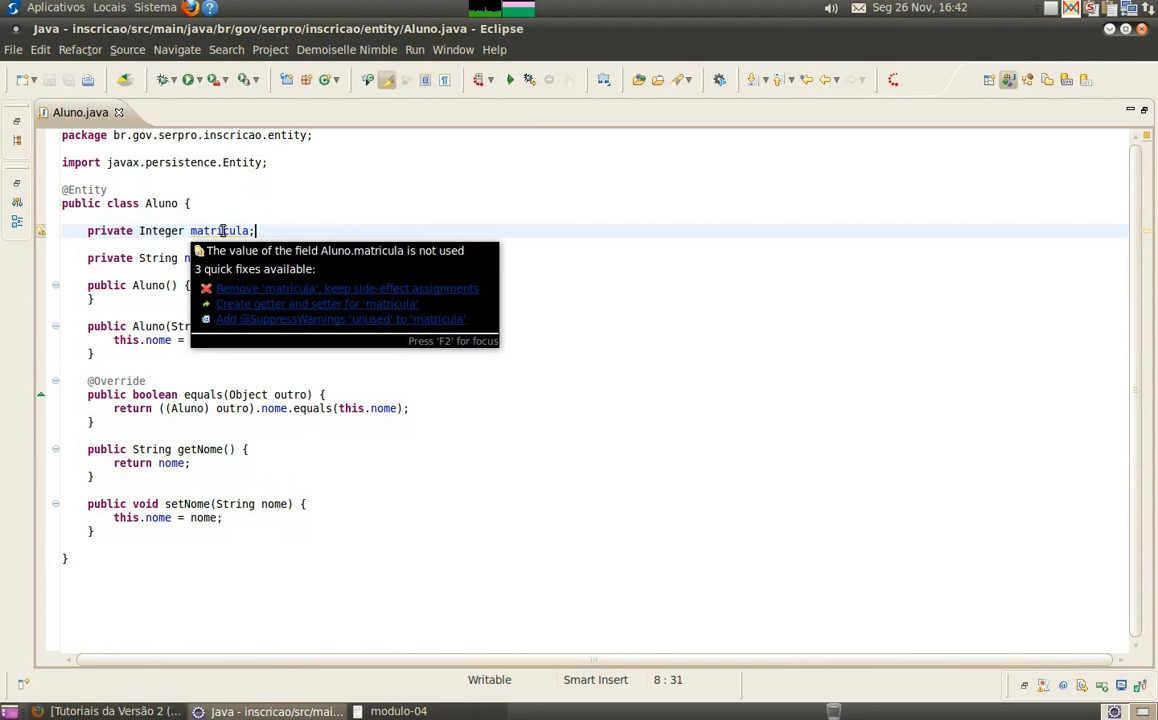 Aplicativos Locais Sistema
Seg 26 Nov, 16:42
Java - inscricao/src/main/java/br/gov/serpro/inscricao/entity/Aluno.java - Eclipse
File Edit Refactor Source Navigate Search Project Demoiselle Nimble Run Window Help
Aluno.java
package br.gov.serpro.inscricao.entity;
import javax.persistence.Entity;
@Entity
public class Aluno {
private Integer matricula;
The value of the field Aluno.matricula is not used
private String n
3 quick fixes available:
public Aluno() {
Remove 'matricula', keep side-effect assignments
}
Create getter and setter for 'matricula'
Add @SuppressWarnings 'unused' to 'matricula'
public Aluno(Str
this.nome =
Press 'F2' for focus
}
@Override
public boolean equals(Object outro) {
return ((Aluno) outro).nome.equals(this.nome);
}
public String getNome() {
return nome;
}
public void setNome(String nome) {
this.nome = nome;
}
}
Writable Smart Insert 8 : 31
[Tutoriais da Versão 2 (... Java - inscricao/src/mai... modulo-04